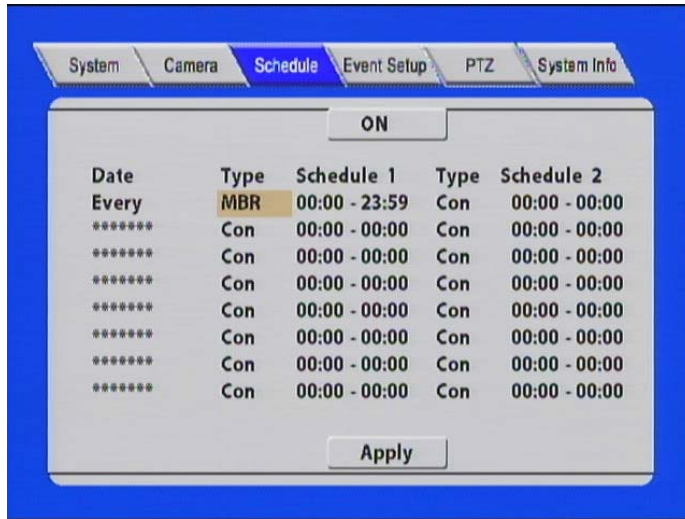 System Camera Schedule Event Setup PTZ System Info
ON
Date Type Schedule 1 Type Schedule 2
Every MBR 00:00 - 23:59 Con 00:00 - 00:00
******* Con 00:00 - 00:00 Con 00:00 - 00:00
******* Con 00:00 - 00:00 Con 00:00 - 00:00
******* Con 00:00 - 00:00 Con 00:00 - 00:00
******* Con 00:00 - 00:00 Con 00:00 - 00:00
******* Con 00:00 - 00:00 Con 00:00 - 00:00
******* Con 00:00 - 00:00 Con 00:00 - 00:00
******* Con 00:00 - 00:00 Con 00:00 - 00:00
Apply